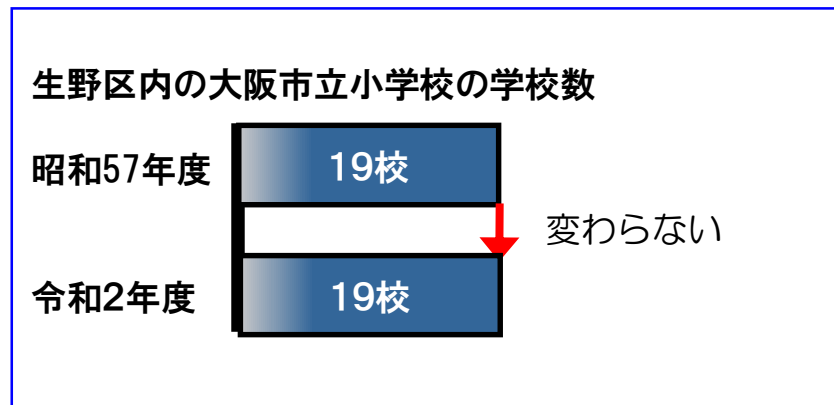 生野区内の大阪市立小学校の学校数
昭和57年度
19校
変わらない
令和2年度
19校